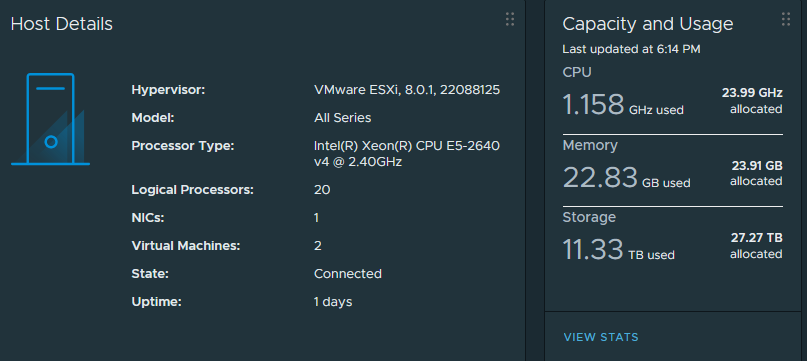 Host Details
Hypervisor: VMware ESXi, 8.0.1, 22088125
Model: All Series
Processor Type: Intel(R) Xeon(R) CPU E5-2640
v4 @ 2.40GHz
Logical Processors: 20
NICs: 1
Virtual Machines: 2
State: Connected
Uptime: 1 days
Capacity and Usage
Last updated at 6:14 PM
CPU
1.158 GHz used 23.99 GHz
allocated
Memory
22.83 GB used 23.91 GB
allocated
Storage
11.33 TB used 27.27 TB
allocated
VIEW STATS